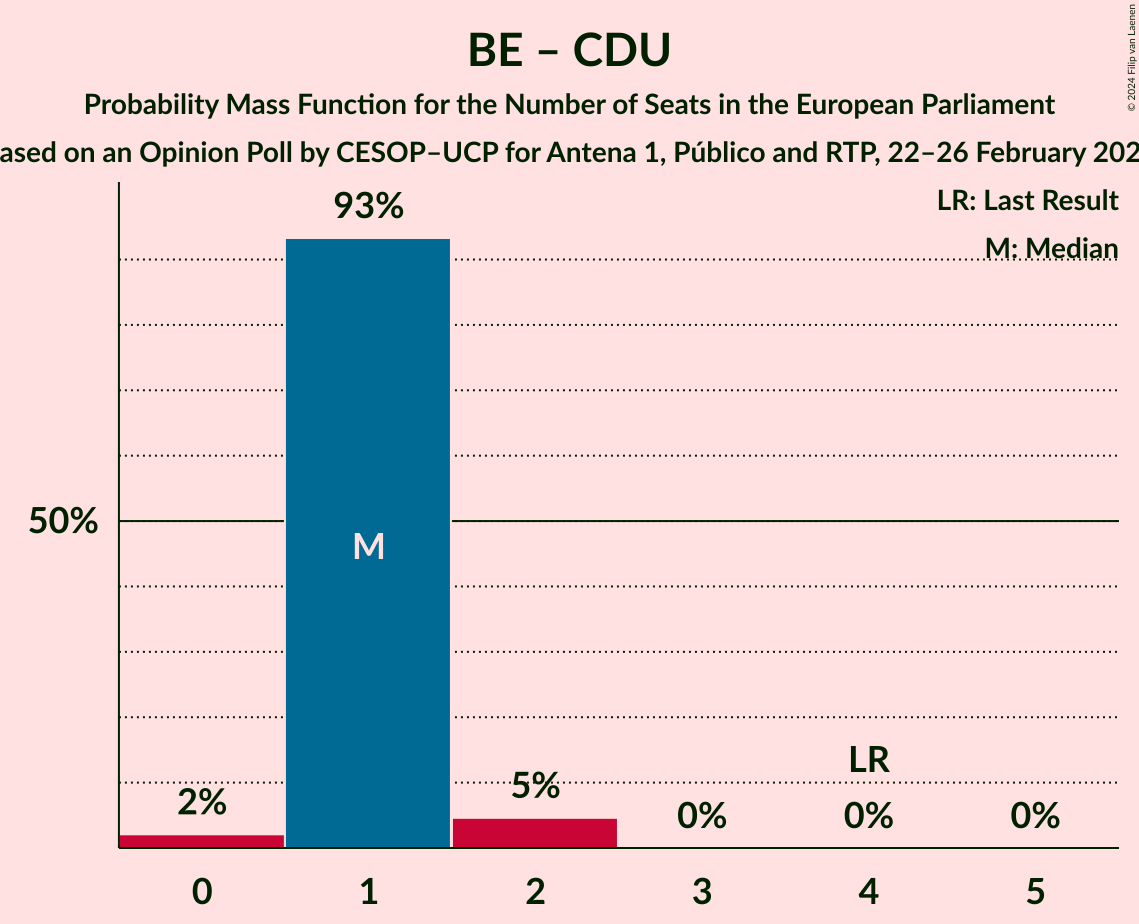 BE – CDU
Probability Mass Function for the Number of Seats in the European Parliament
ased on an Opinion Poll by CESOP–UCP for Antena 1, Público and RTP, 22–26 February 202
© 2024 Filip van Laenen
LR: Last Result
M: Median
93%
50%
M
LR
2%
5%
0%
0%
0%
0
1
2
3
4
5